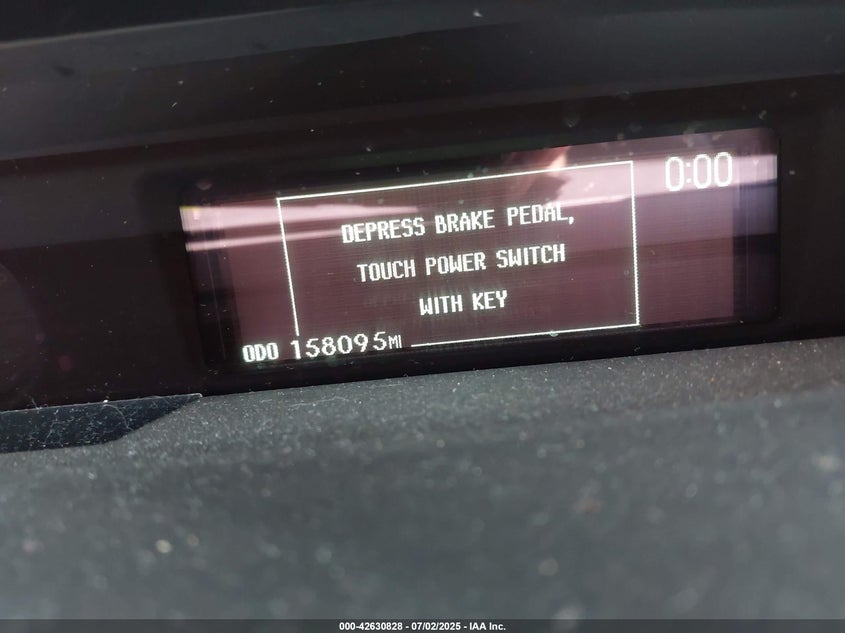 0:00
DEPRESS BRAKE PEDAL,
TOUCH POWER SWITCH
WITH KEY
ODO 158095MI
000-42630828 - 07/02/2025 - IAA Inc.